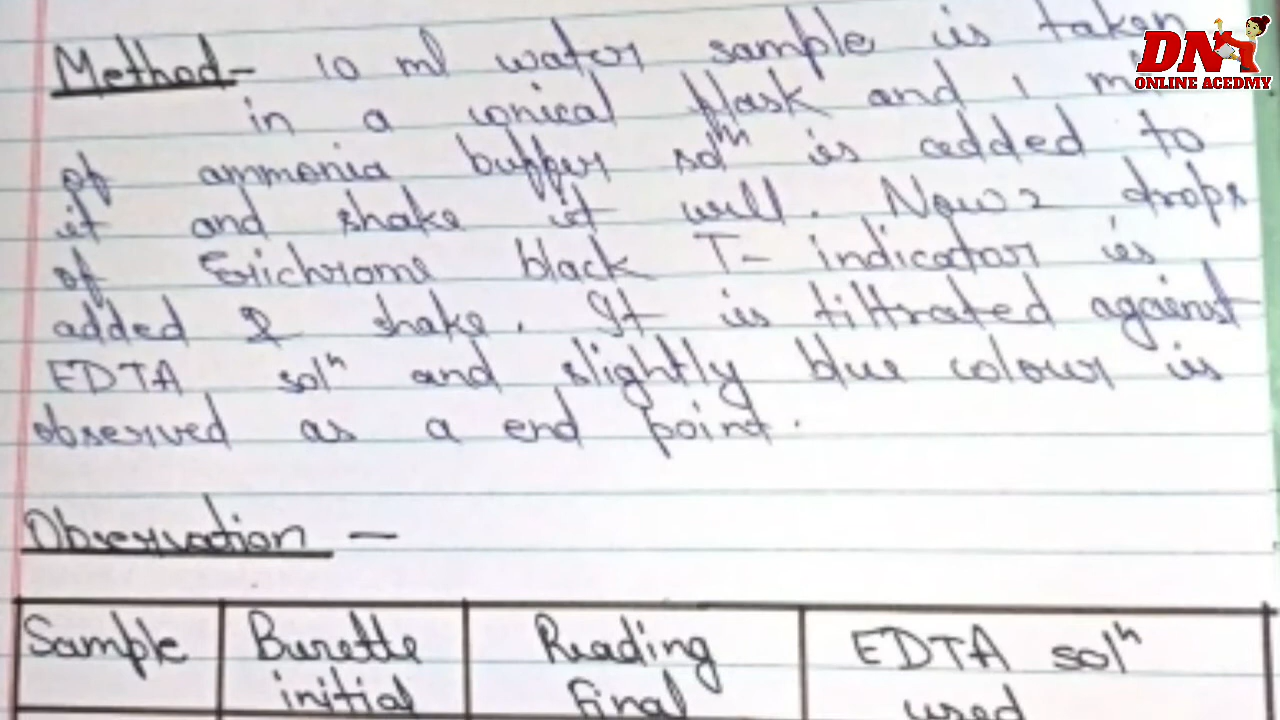 Method- 10 ml water sample is taken
in a conical flask and 1 ml
of ammonia buffer solⁿ is added to
it and shake it well. Now 2 drops
of Erichrome black T- indicator is
added & shake. It is tiltrated against
EDTA solⁿ and slightly blue colour is
observed as a end point.
Observation -
Sample Burette initial Reading final EDTA solⁿ used
DN
ONLINE ACEDMY